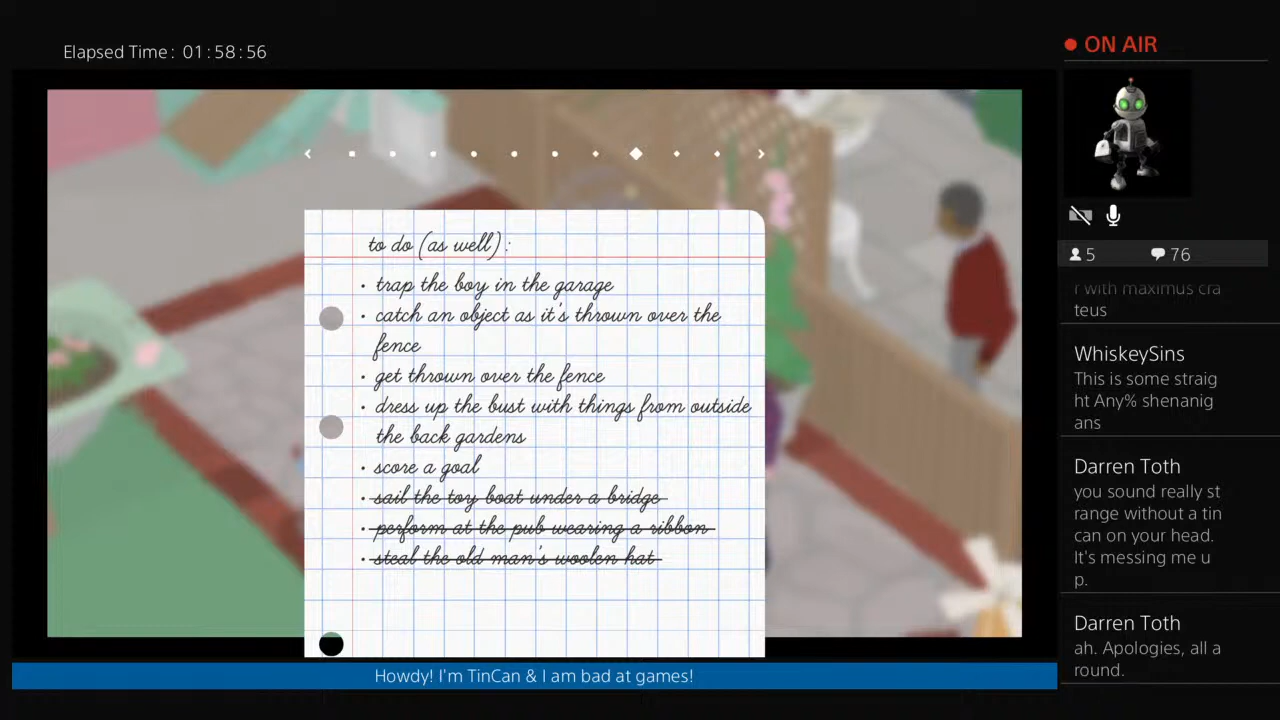 Elapsed Time: 01:58:56
ON AIR
to do (as well):
• trap the boy in the garage
• catch an object as it's thrown over the
fence
• get thrown over the fence
• dress up the bust with things from outside
the back gardens
• score a goal
• sail the toy boat under a bridge
• perform at the pub wearing a ribbon
• steal the old man's woolen hat
Howdy! I'm TinCan & I am bad at games!
5 76
r with maximus cra
teus
WhiskeySins
This is some straig
ht Any% shenanig
ans
Darren Toth
you sound really st
range without a tin
can on your head.
It's messing me u
p.
Darren Toth
ah. Apologies, all a
round.